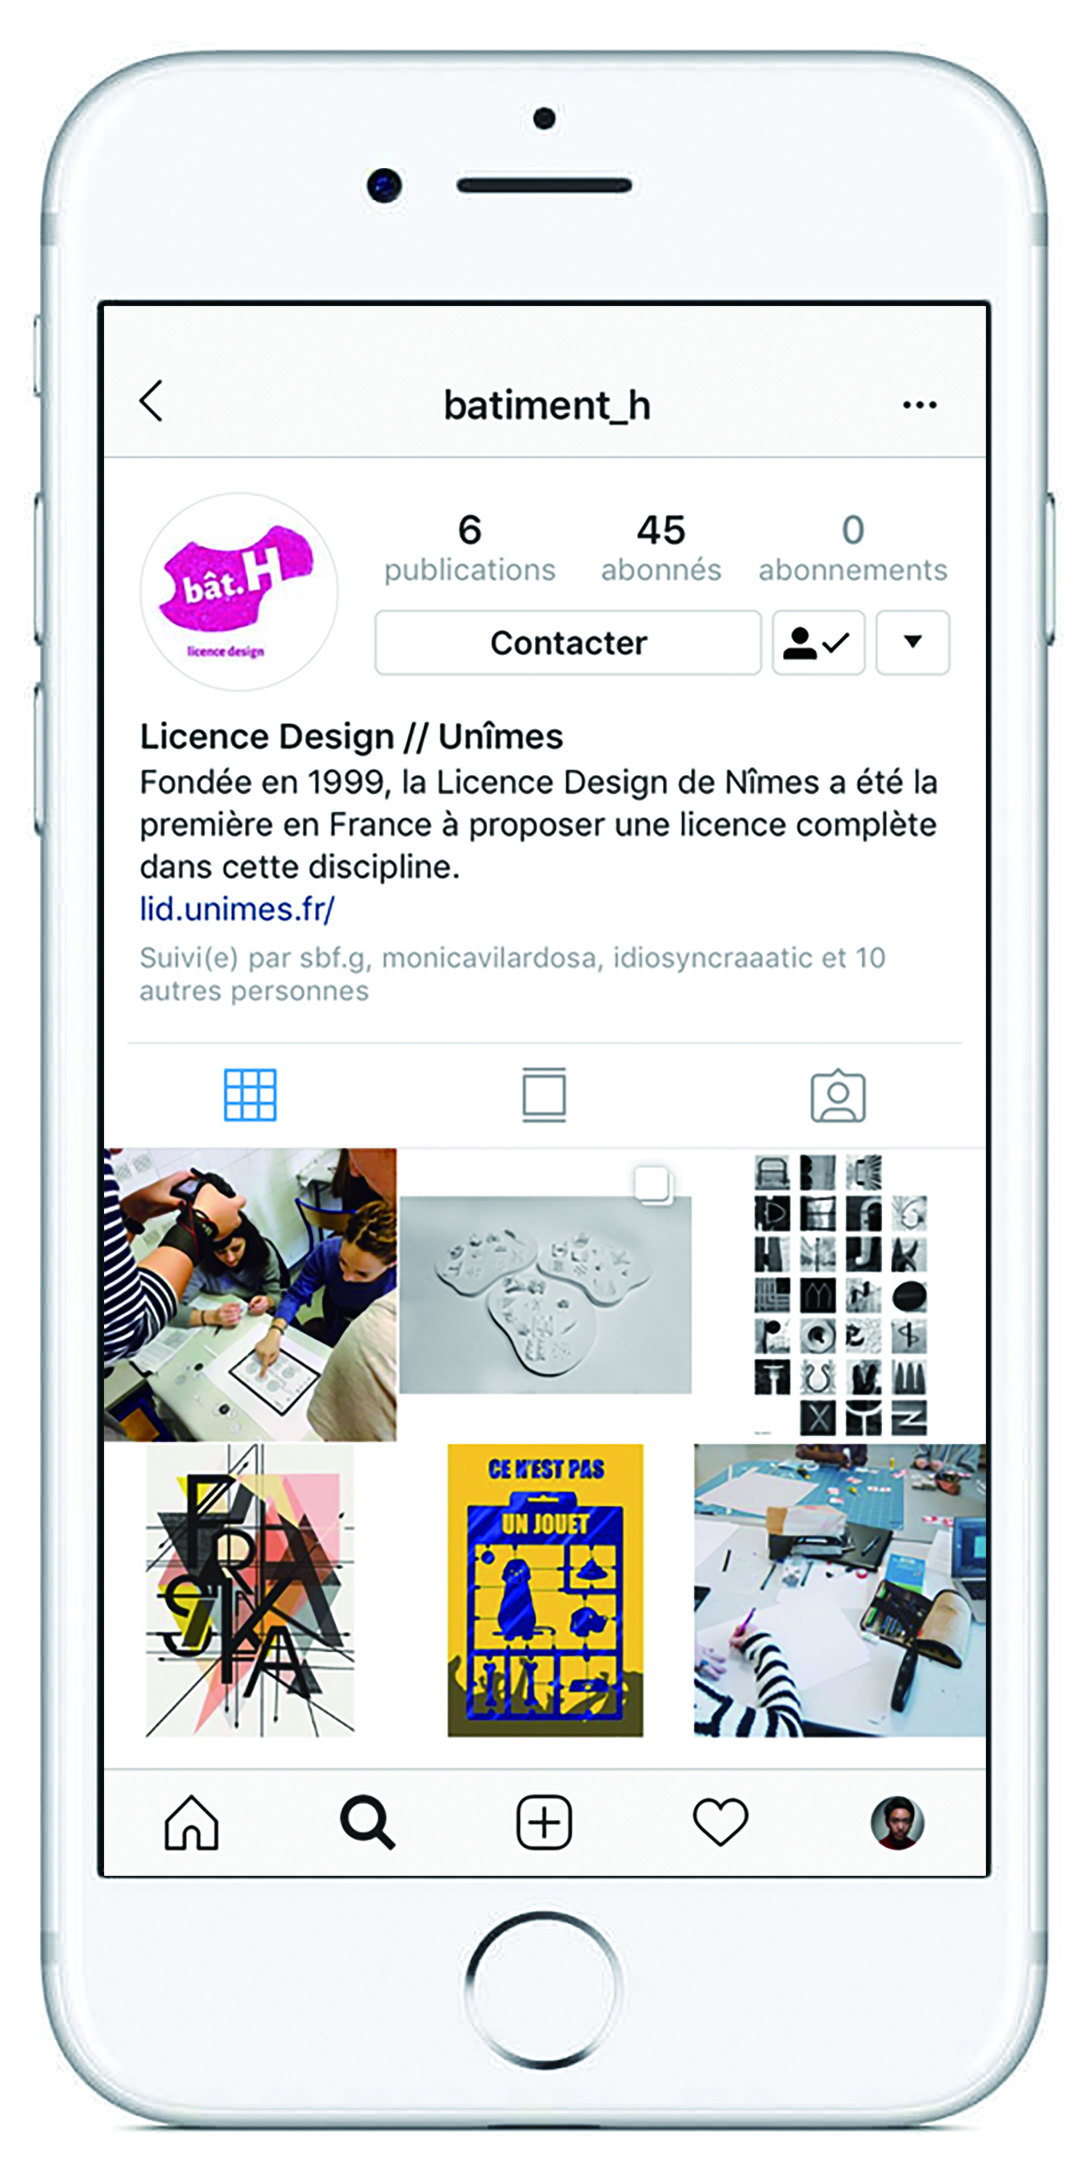 batiment_h
bât.H
licence design
6
45
0
publications
abonnés
abonnements
Contacter
Licence Design // Unîmes
Fondée en 1999, la Licence Design de Nîmes a été la
première en France à proposer une licence complète
dans cette discipline.
lid.unimes.fr/
Suivi(e) par sbf.g, monicavilardosa, idiosyncraaatic et 10
autres personnes
CE N'EST PAS
UN JOUET